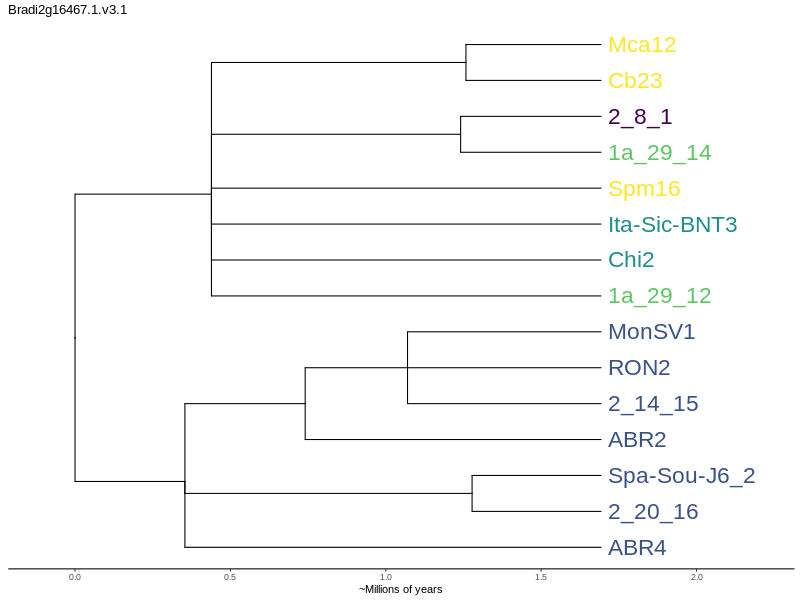 Bradi2g16467.1.v3.1
Mca12
Cb23
2_8_1
1a_29_14
Spm16
Ita-Sic-BNT3
Chi2
1a_29_12
MonSV1
RON2
2_14_15
ABR2
Spa-Sou-J6_2
2_20_16
ABR4
0.0 0.5 1.0 1.5 2.0
~Millions of years